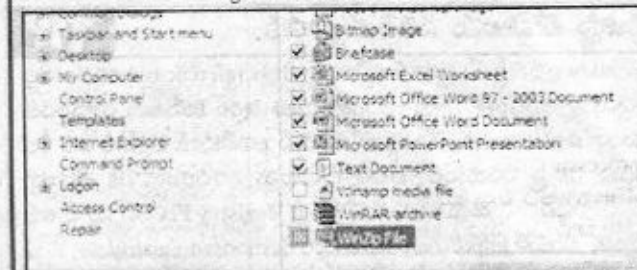 Common Dialogs
Taskbar and Start menu
Desktop
My Computer
Control Panel
Templates
Internet Explorer
Command Prompt
Logon
Access Control
Repair
Bitmap Image
Briefcase
Microsoft Excel Worksheet
Microsoft Office Word 97 - 2003 Document
Microsoft Office Word Document
Microsoft PowerPoint Presentation
Text Document
Winamp media file
WinRAR archive
WinZip File